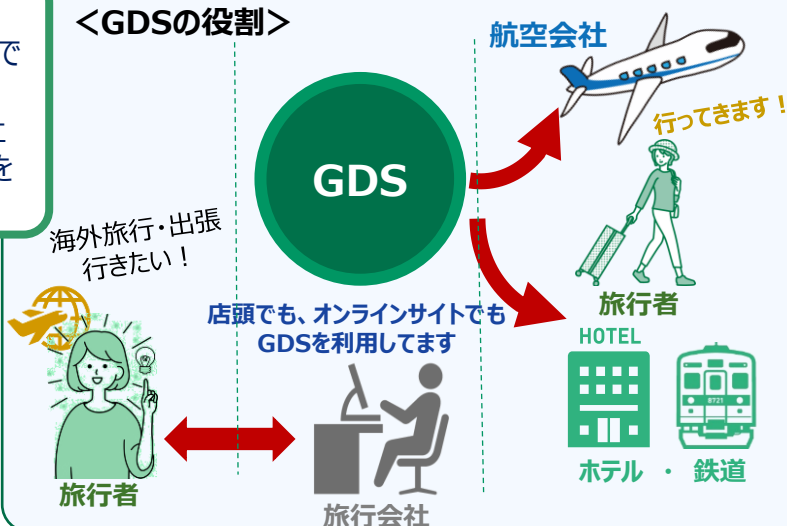 <GDSの役割>
で
を
航空会社
行ってきます！
GDS
海外旅行・出張
行きたい！
旅行者
店頭でも、オンラインサイトでも
GDSを利用してます
HOTEL
8721
ホテル ・ 鉄道
旅行者
旅行会社